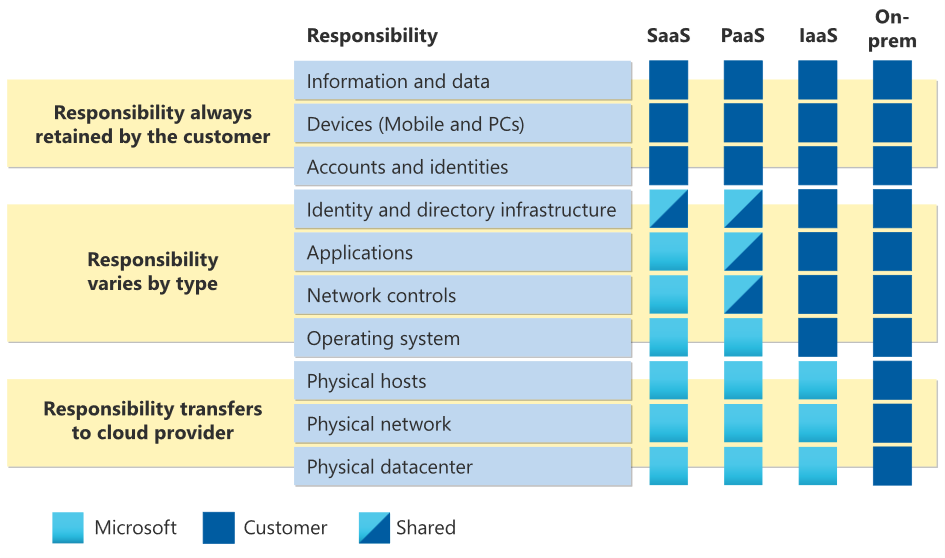 Responsibility SaaS PaaS IaaS On-
prem
Responsibility always
retained by the customer
Information and data
Devices (Mobile and PCs)
Accounts and identities
Responsibility
varies by type
Identity and directory infrastructure
Applications
Network controls
Operating system
Responsibility transfers
to cloud provider
Physical hosts
Physical network
Physical datacenter
Microsoft Customer Shared